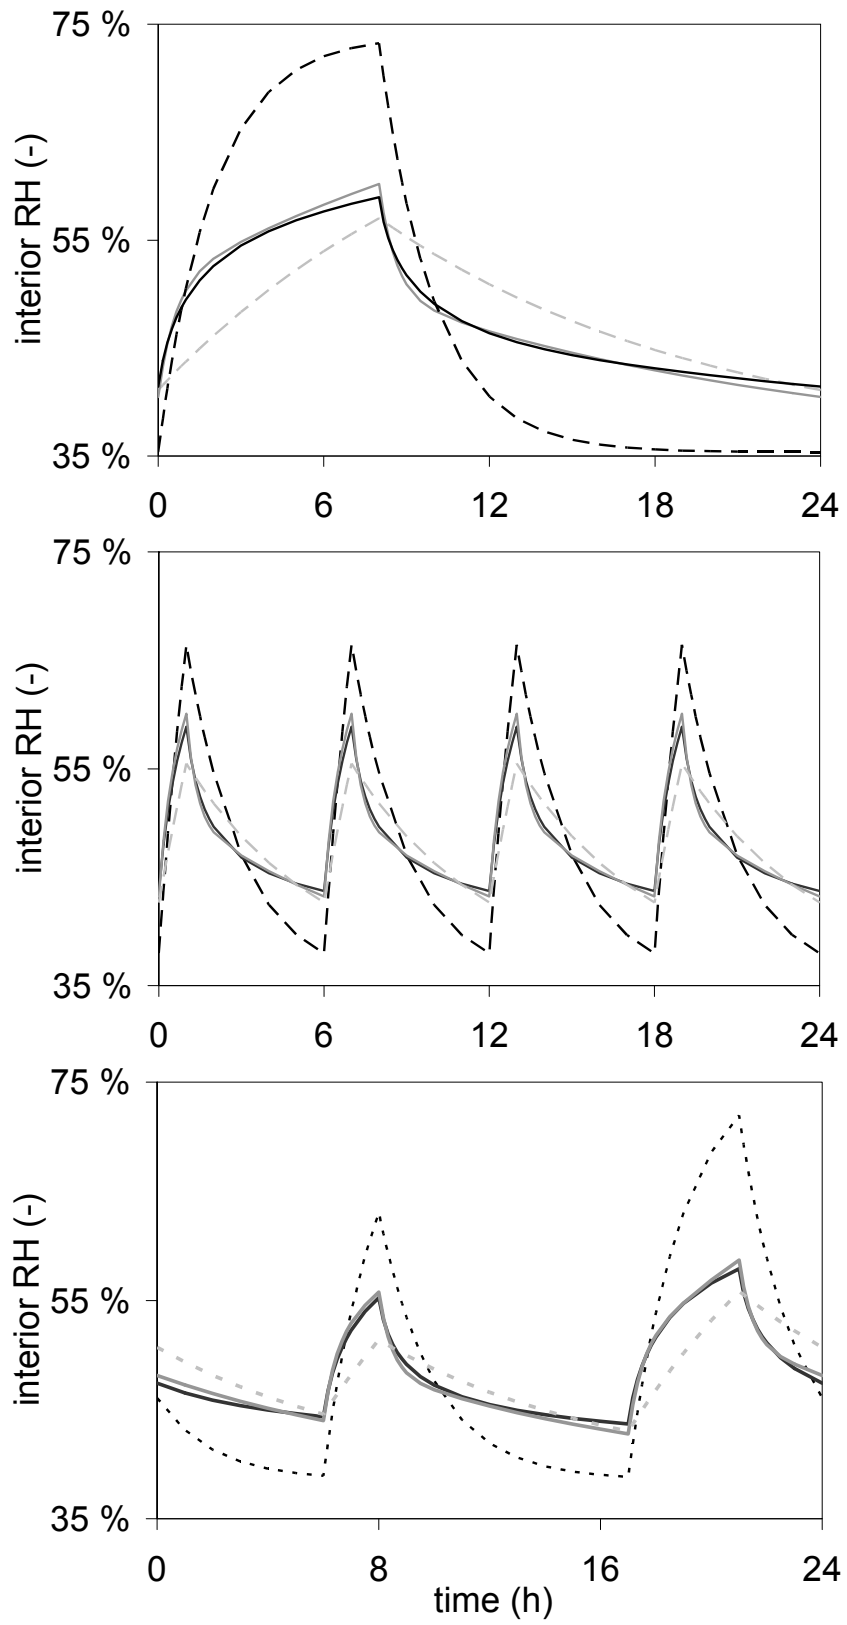 75 %
interior RH (-)
55 %
35 %
0 6 12 18 24
75 %
interior RH (-)
55 %
35 %
0 6 12 18 24
75 %
interior RH (-)
55 %
35 %
0 8 16 24
time (h)